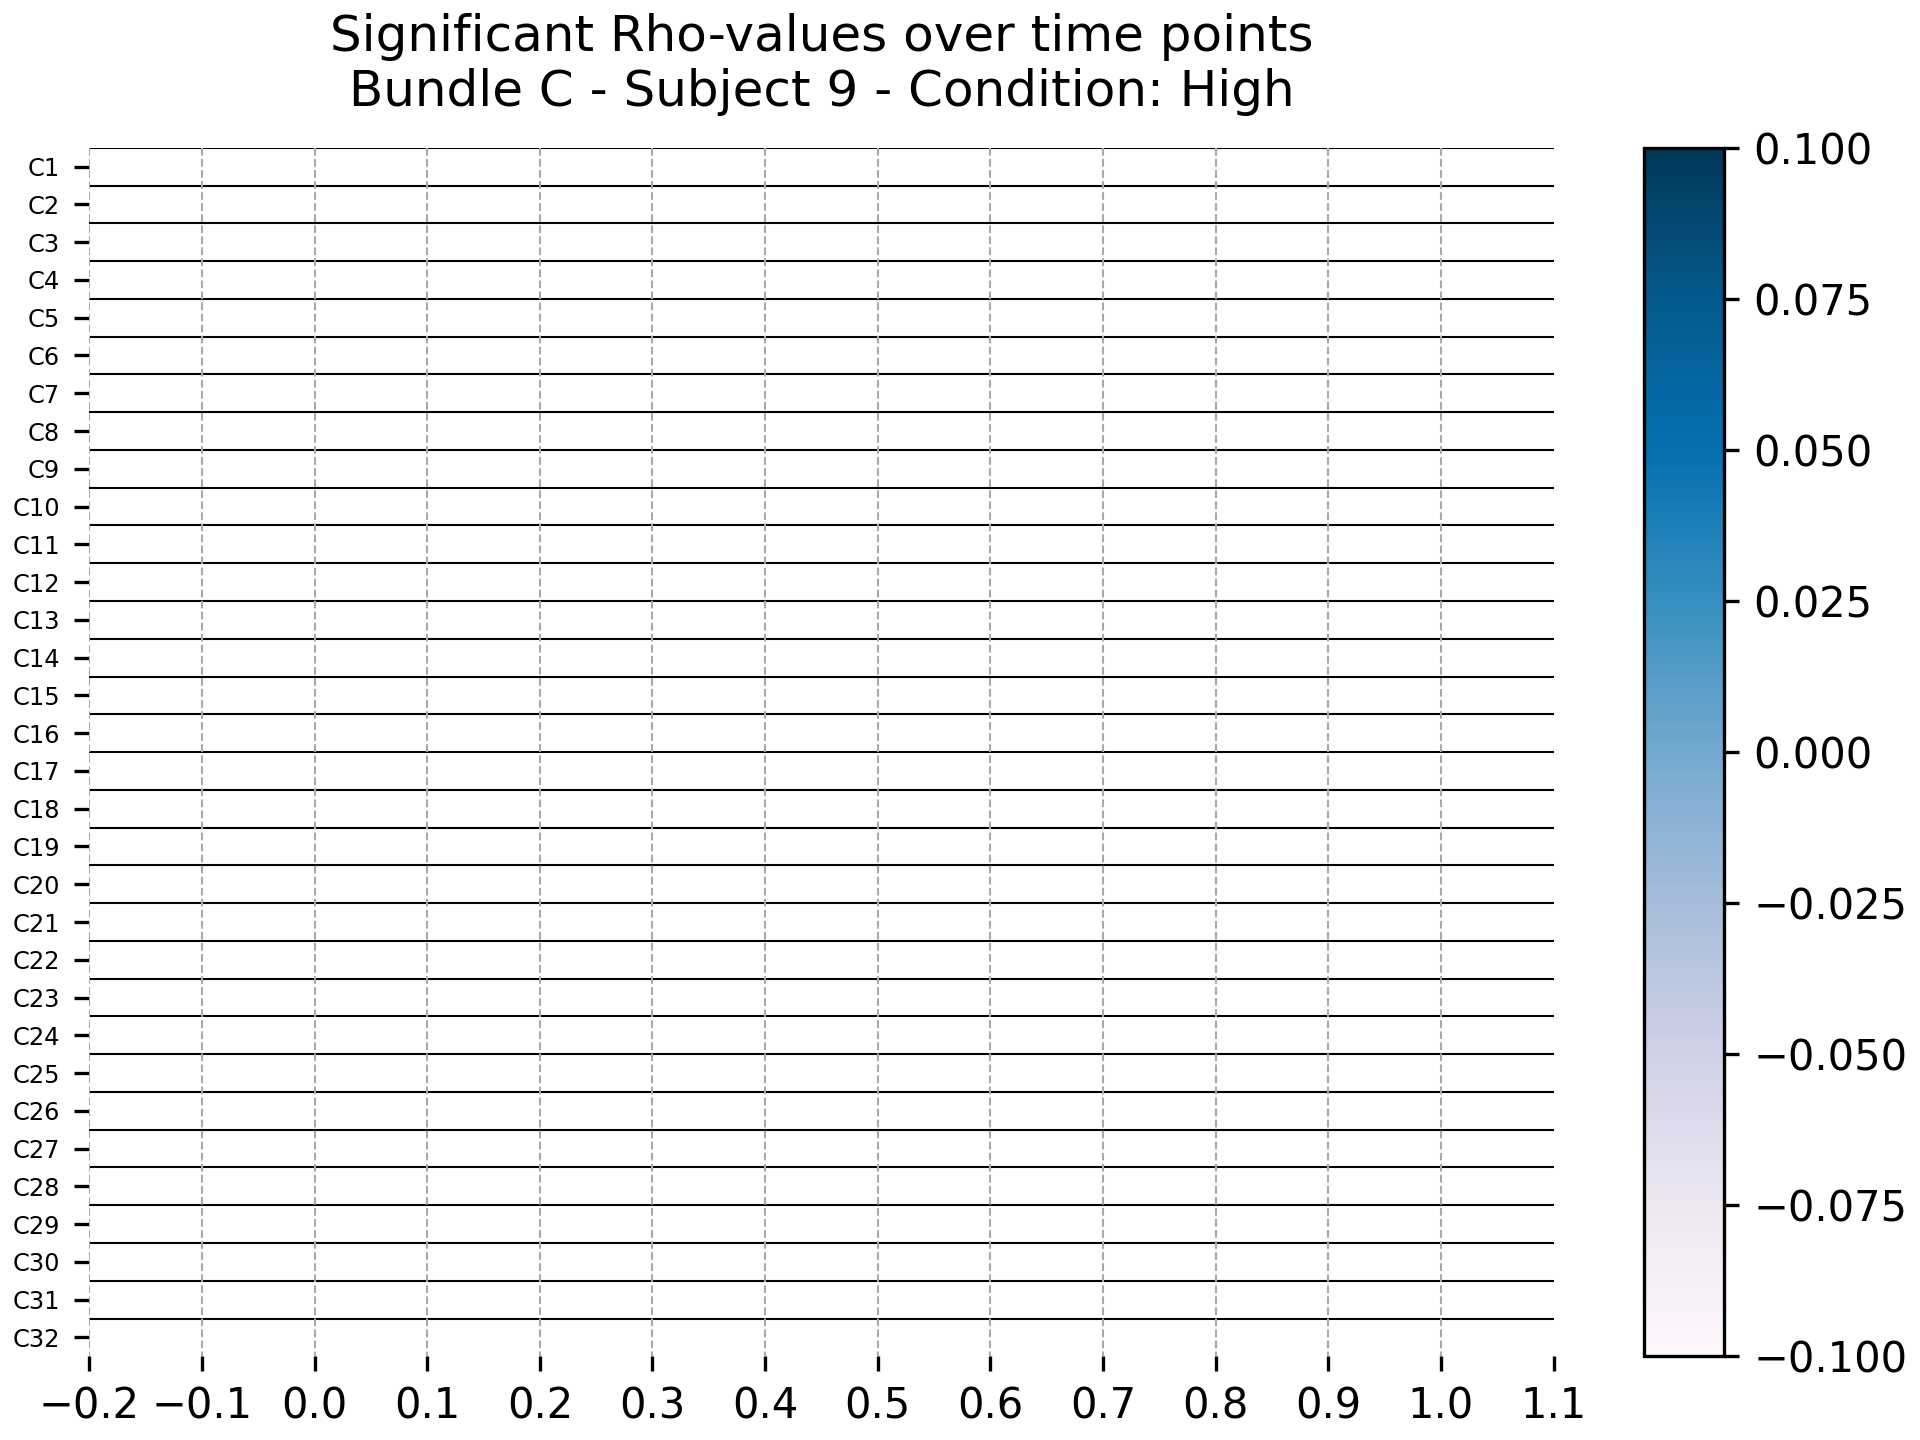 Significant Rho-values over time points
Bundle C - Subject 9 - Condition: High
C1
C2
C3
C4
C5
C6
C7
C8
C9
C10
C11
C12
C13
C14
C15
C16
C17
C18
C19
C20
C21
C22
C23
C24
C25
C26
C27
C28
C29
C30
C31
C32
−0.2 −0.1 0.0 0.1 0.2 0.3 0.4 0.5 0.6 0.7 0.8 0.9 1.0 1.1
0.100
0.075
0.050
0.025
0.000
−0.025
−0.050
−0.075
−0.100